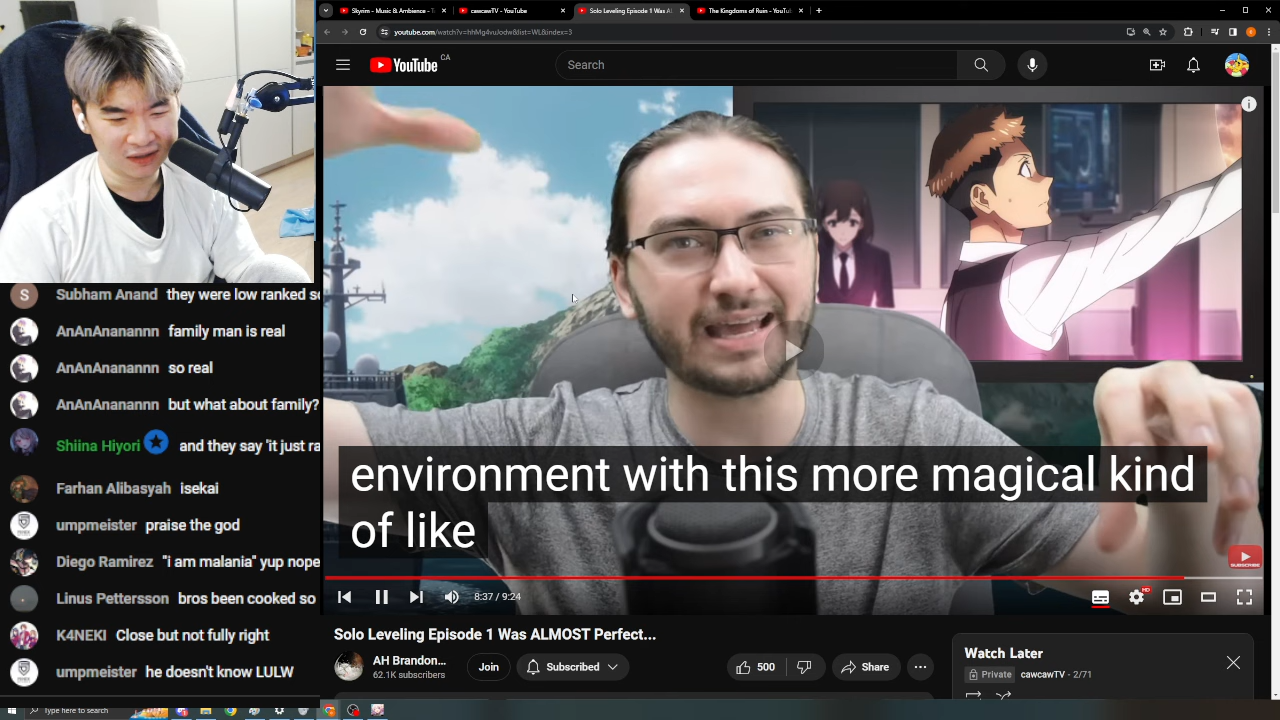 Skyrim - Music & Ambience - T
cawcawTV - YouTube
Solo Leveling Episode 1 Was Al
The Kingdoms of Ruin - YouTu
youtube.com/watch?v=hhMg4vuJodw&list=WL&index=3
YouTube CA
Search
Subham Anand they were low ranked so
AnAnAnanannn family man is real
AnAnAnanannn so real
AnAnAnanannn but what about family?
Shiina Hiyori and they say "it just ra
Farhan Alibasyah isekai
umpmeister praise the god
Diego Ramirez "i am malania" yup nope
Linus Pettersson bros been cooked so
K4NEKI Close but not fully right
umpmeister he doesn't know LULW
environment with this more magical kind
of like
SUBSCRIBE
8:37 / 9:24
HD
Solo Leveling Episode 1 Was ALMOST Perfect...
AH Brandon...
62.1K subscribers
Join
Subscribed
500
Share
Watch Later
Private cawcawTV - 2/71
Type here to search